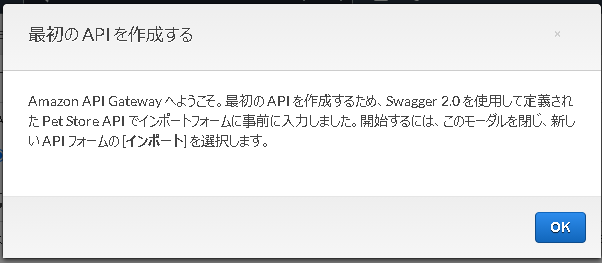 最初の API を作成する
×
Amazon API Gateway へようこそ。最初の API を作成するため、Swagger 2.0 を使用して定義され
た Pet Store API でインポートフォームに事前に入力しました。開始するには、このモーダルを閉じ、新し
い API フォームの [インポート] を選択します。
OK